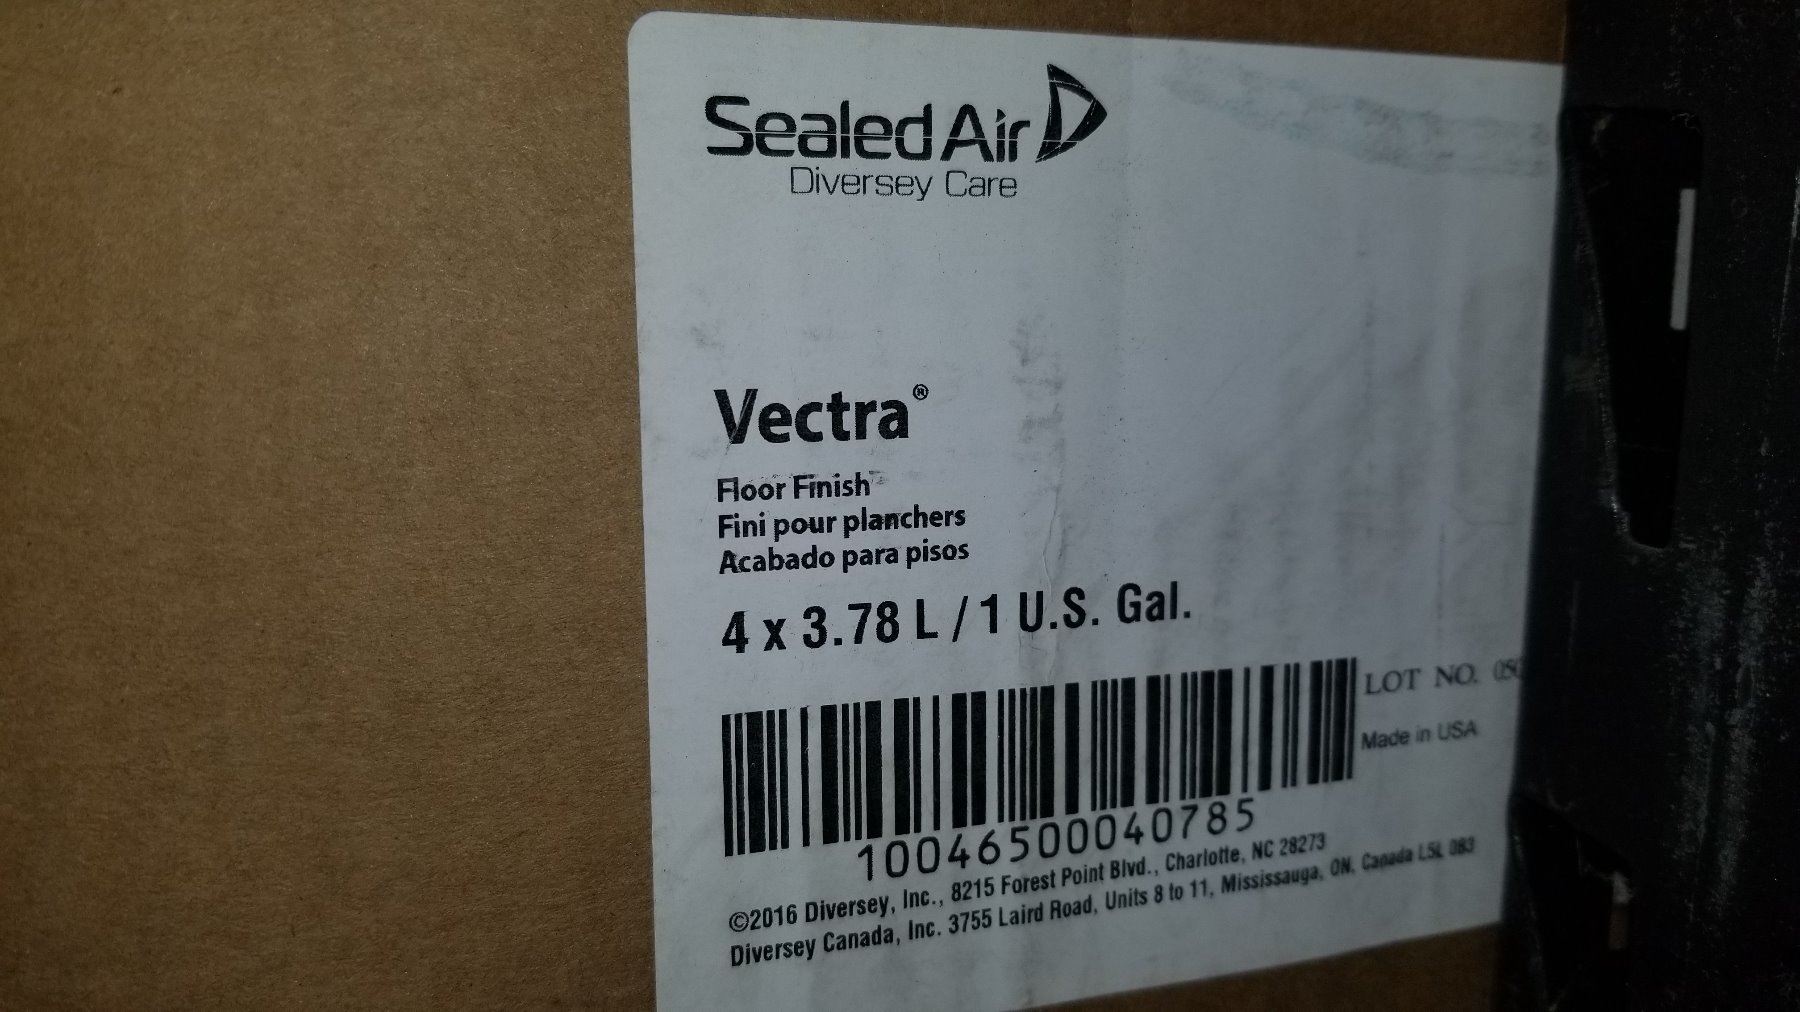 Sealed Air
Diversey Care
Vectra®
Floor Finish
Fini pour planchers
Acabado para pisos
4 x 3.78 L / 1 U.S. Gal.
LOT NO.
Made in USA
10046500040785
©2016 Diversey, Inc., 8215 Forest Point Blvd., Charlotte, NC 28273
Diversey Canada, Inc. 3755 Laird Road, Units 8 to 11, Mississauga, ON, Canada L5L 0B3